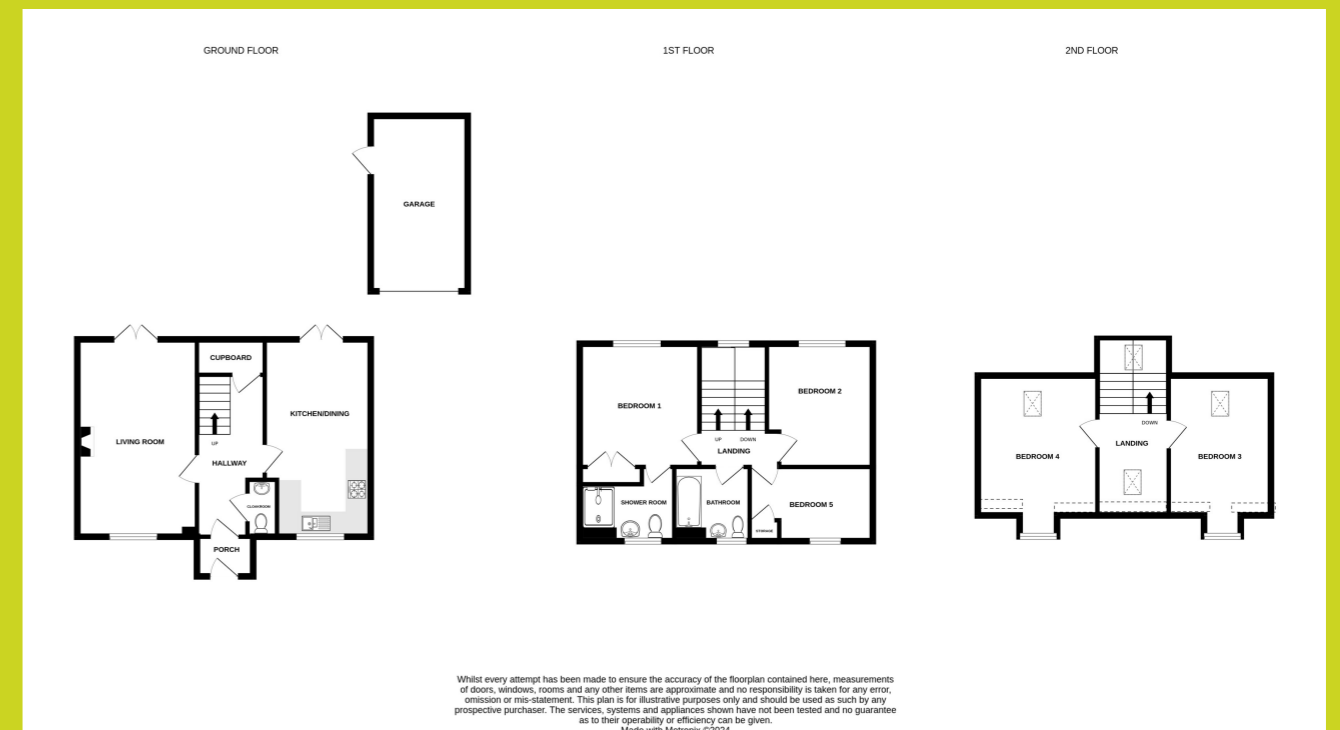 GROUND FLOOR
1ST FLOOR
2ND FLOOR
GARAGE
CUPBOARD
KITCHEN/DINING
LIVING ROOM
UP
HALLWAY
CLOAKROOM
PORCH
BEDROOM 1
BEDROOM 2
UP
DOWN
LANDING
SHOWER ROOM
BATHROOM
BEDROOM 5
STORAGE
DOWN
LANDING
BEDROOM 4
BEDROOM 3
Whilst every attempt has been made to ensure the accuracy of the floorplan contained here, measurements
of doors, windows, rooms and any other items are approximate and no responsibility is taken for any error,
omission or mis-statement. This plan is for illustrative purposes only and should be used as such by any
prospective purchaser. The services, systems and appliances shown have not been tested and no guarantee
as to their operability or efficiency can be given.
Made with Metropix ©2024